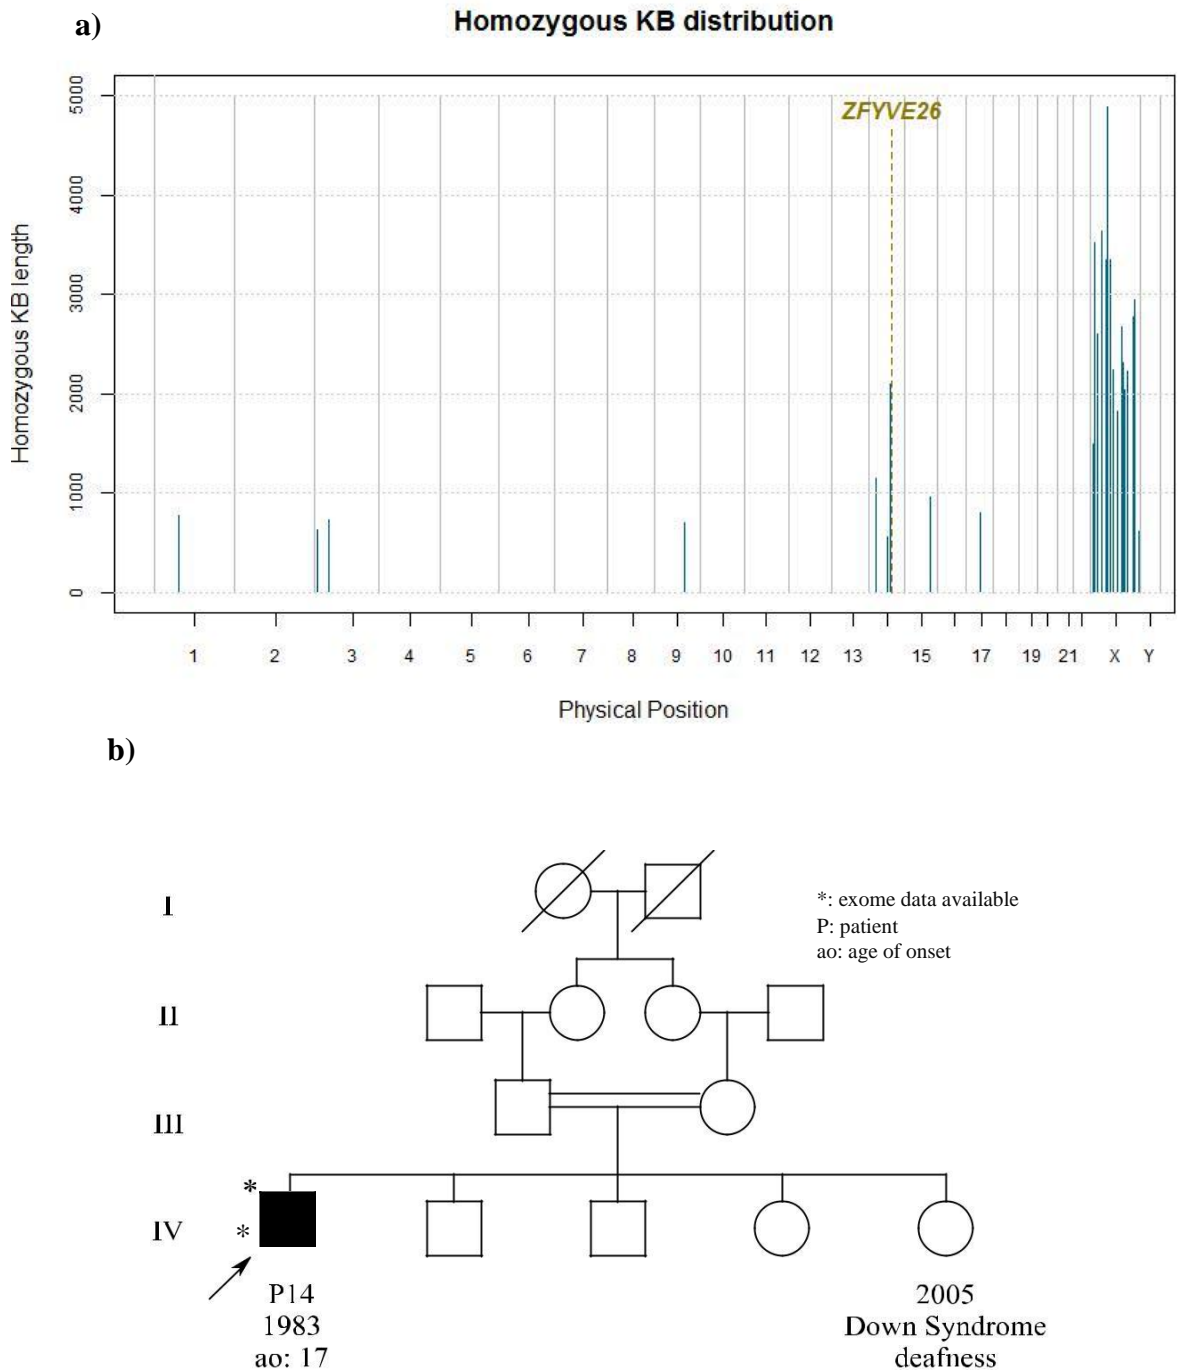 a)
Homozygous KB distribution
ZFYVE26
Homozygous KB length
5000
4000
3000
2000
1000
0
1 2 3 4 5 6 7 8 9 10 11 12 13 15 17 19 21 X Y
Physical Position
b)
I
*: exome data available
P: patient
ao: age of onset
II
III
*
IV *
P14
1983
ao: 17
2005
Down Syndrome
deafness